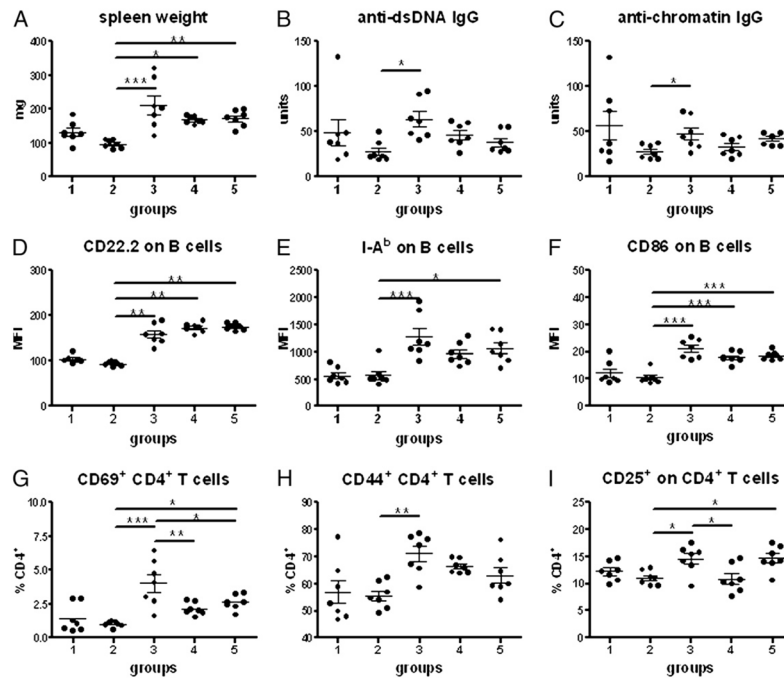 A spleen weight
400
300
200
100
0
mg
***
*
**
1 2 3 4 5
groups
B anti-dsDNA IgG
150
100
50
0
units
*
1 2 3 4 5
groups
C anti-chromatin IgG
150
100
50
0
units
*
1 2 3 4 5
groups
D CD22.2 on B cells
300
200
100
0
MFI
**
**
**
1 2 3 4 5
groups
E I-Aᵇ on B cells
2500
2000
1500
1000
500
0
MFI
*
***
1 2 3 4 5
groups
F CD86 on B cells
50
40
30
20
10
0
MFI
***
***
***
1 2 3 4 5
groups
G CD69⁺ CD4⁺ T cells
10.0
7.5
5.0
2.5
0.0
% CD4⁺
*
***
*
**
1 2 3 4 5
groups
H CD44⁺ CD4⁺ T cells
90
80
70
60
50
40
% CD4⁺
**
1 2 3 4 5
groups
I CD25⁺ on CD4⁺ T cells
25
20
15
10
5
0
% CD4⁺
*
*
*
1 2 3 4 5
groups